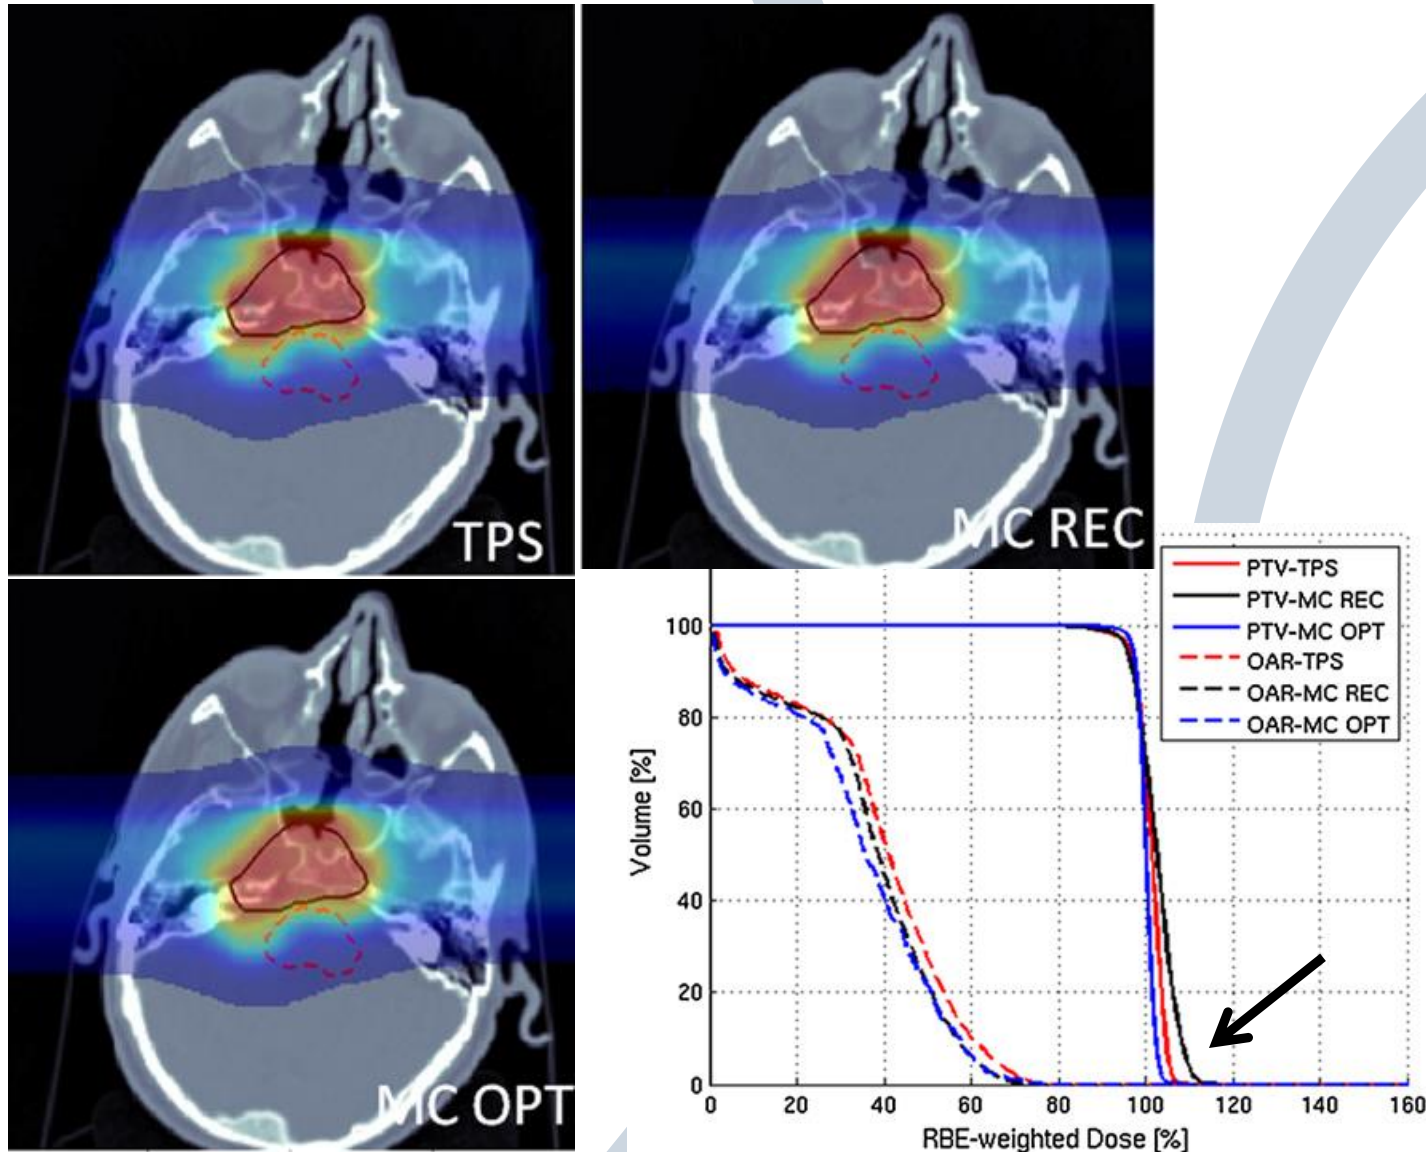 TPS
MC REC
MC OPT
PTV-TPS
PTV-MC REC
PTV-MC OPT
OAR-TPS
OAR-MC REC
OAR-MC OPT
100
80
60
40
20
0
Volume [%]
0 20 40 60 80 100 120 140 160
RBE-weighted Dose [%]